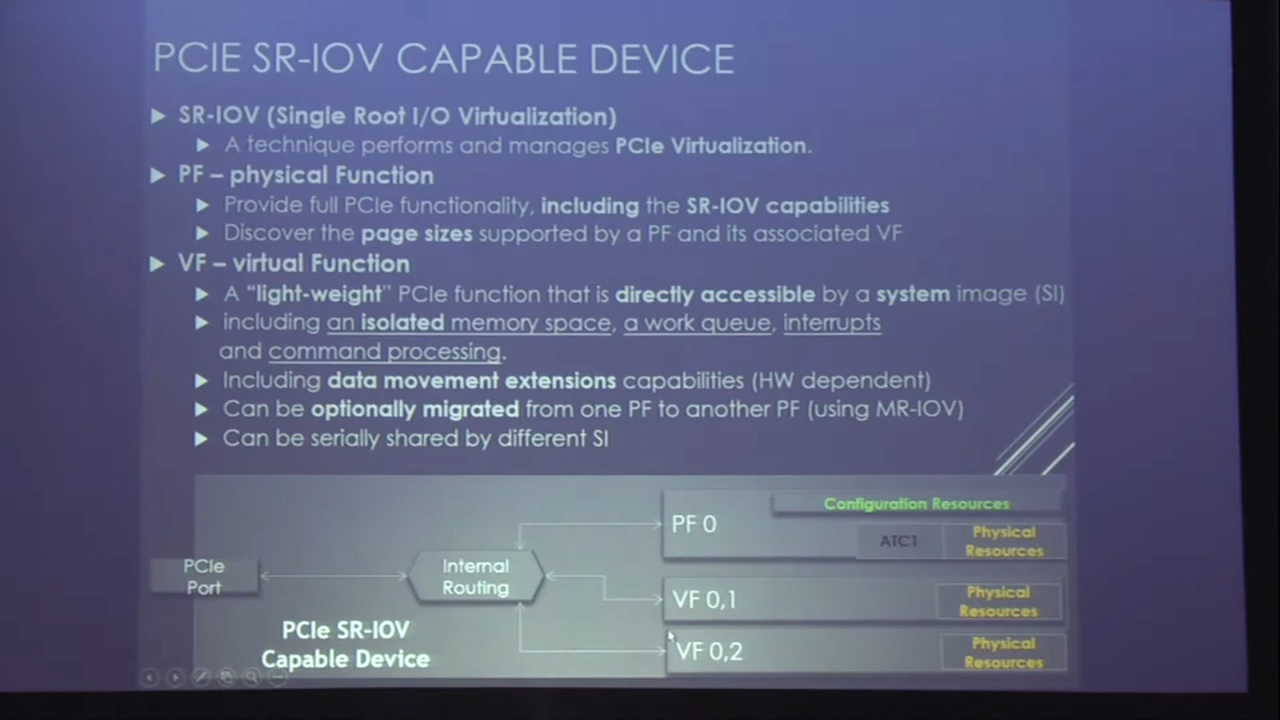 PCIE SR-IOV CAPABLE DEVICE
SR-IOV (Single Root I/O Virtualization)
A technique performs and manages PCIe Virtualization.
PF – physical Function
Provide full PCIe functionality, including the SR-IOV capabilities
Discover the page sizes supported by a PF and its associated VF
VF – virtual Function
A "light-weight" PCIe function that is directly accessible by a system image (SI)
including an isolated memory space, a work queue, interrupts
and command processing.
Including data movement extensions capabilities (HW dependent)
Can be optionally migrated from one PF to another PF (using MR-IOV)
Can be serially shared by different SI
PCIe
Port
Internal
Routing
PF 0
Configuration Resources
ATC1
Physical
Resources
VF 0,1
Physical
Resources
VF 0,2
Physical
Resources
PCIe SR-IOV
Capable Device